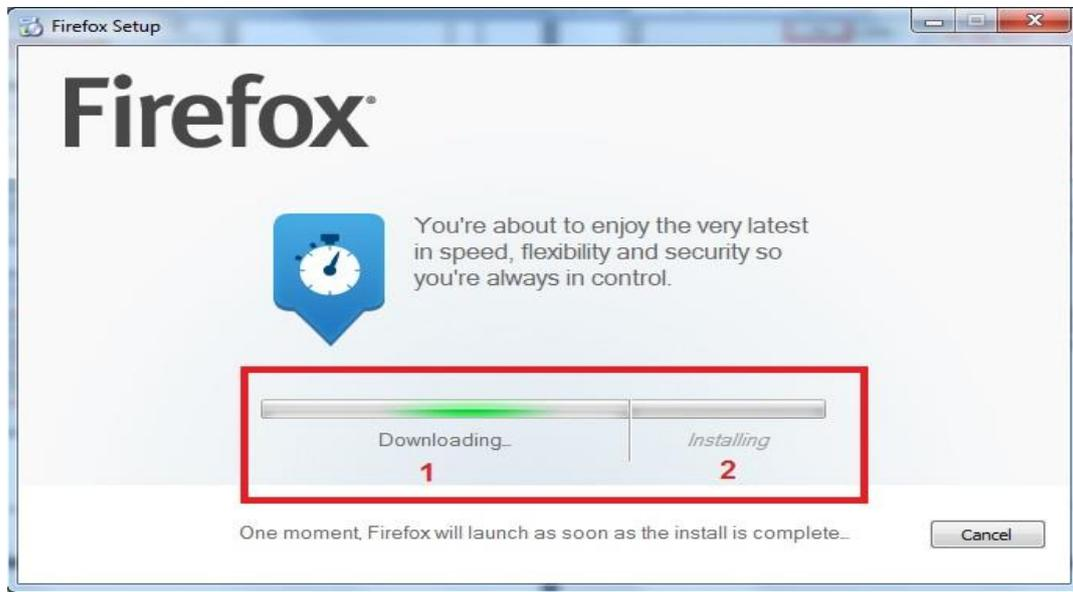 Firefox Setup
Firefox
You're about to enjoy the very latest
in speed, flexibility and security so
you're always in control.
Downloading... Installing
1 2
One moment, Firefox will launch as soon as the install is complete...
Cancel